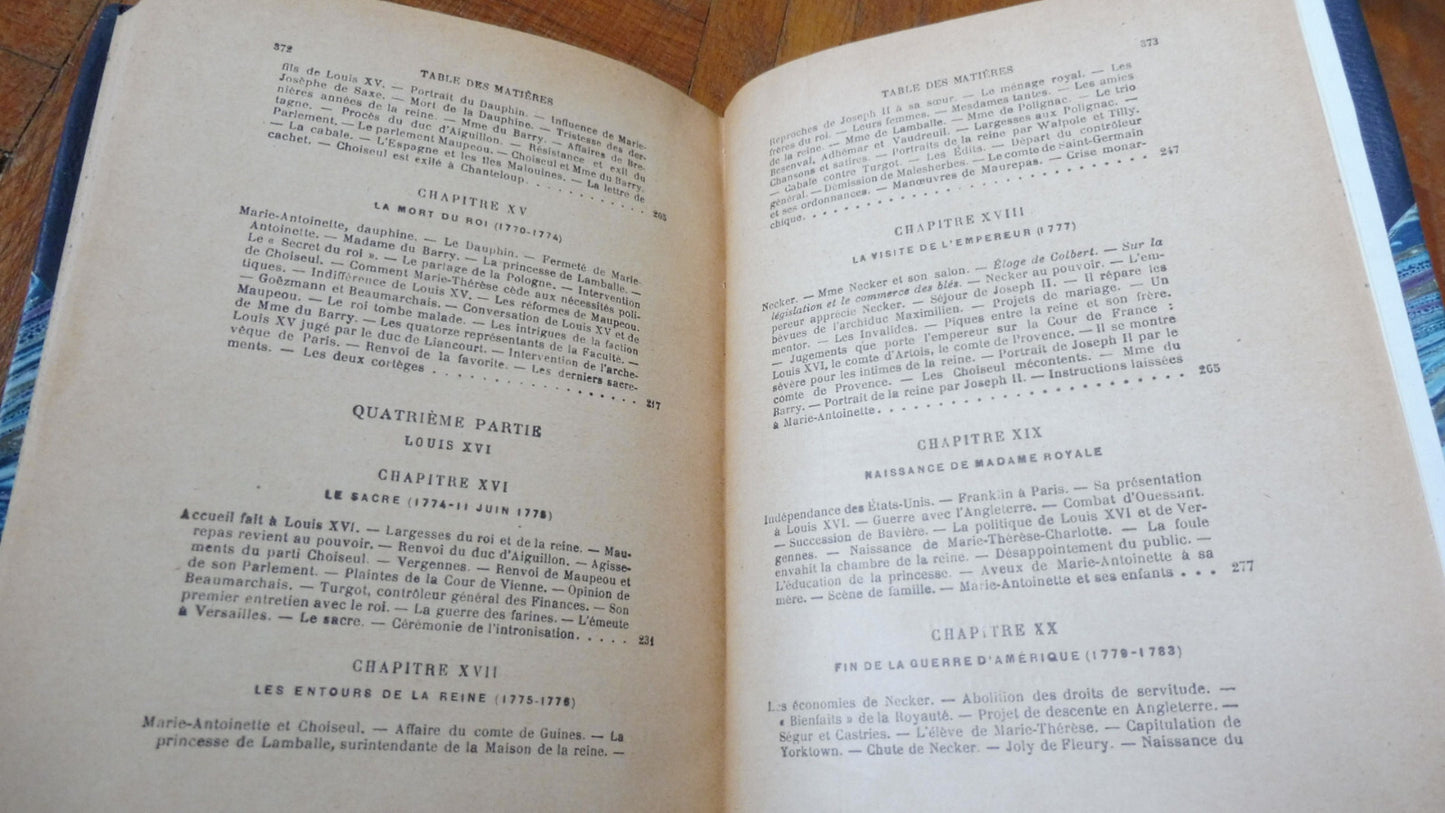 372
TABLE DES MATIÈRES
fils de Louis XV. — Portrait du Dauphin. — Influence de Marie-
Josèphe de Saxe. — Mort de la Dauphine. — Tristesse des der-
nières années de la reine. — Mme du Barry. — Affaires de Bre-
tagne. — Procès du duc d'Aiguillon. — Résistance et exil du
Parlement. — Le parlement Maupeou. — Choiseul et Mme du Barry.
— La cabale. — L'Espagne et les îles Malouines. — La lettre de
cachet. — Choiseul est exilé à Chanteloup . . . . . . . . . 205
CHAPITRE XV
LA MORT DU ROI (1770-1774)
Marie-Antoinette, dauphine. — Le Dauphin. — Fermeté de Marie-
Antoinette. — Madame du Barry. — La princesse de Lamballe. —
Le « Secret du roi ». — Le partage de la Pologne. — Intervention
de Choiseul. — Comment Marie-Thérèse cède aux nécessités poli-
tiques. — Indifférence de Louis XV. — Les réformes de Maupeou.
— Goëzmann et Beaumarchais. — Conversation de Louis XV et de
Maupeou. — Le roi tombe malade. — Les intrigues de la faction
de Mme du Barry. — Les quatorze représentants de la Faculté. —
Louis XV jugé par le duc de Liancourt. — Intervention de l'arche-
vêque de Paris. — Renvoi de la favorite. — Les derniers sacre-
ments. — Les deux cortèges . . . . . . . . . 217
QUATRIÈME PARTIE
LOUIS XVI
CHAPITRE XVI
LE SACRE (1774-11 JUIN 1775)
Accueil fait à Louis XVI. — Largesses du roi et de la reine. — Mau-
repas revient au pouvoir. — Renvoi du duc d'Aiguillon. — Agisse-
ments du parti Choiseul. — Vergennes. — Renvoi de Maupeou et
de son Parlement. — Plaintes de la Cour de Vienne. — Opinion de
Beaumarchais. — Turgot, contrôleur général des Finances. — Son
premier entretien avec le roi. — La guerre des farines. — L'émeute
à Versailles. — Le sacre. — Cérémonie de l'intronisation. . . . . 231
CHAPITRE XVII
LES ENTOURS DE LA REINE (1775-1776)
Marie-Antoinette et Choiseul. — Affaire du comte de Guines. — La
princesse de Lamballe, surintendante de la Maison de la reine. —
373
TABLE DES MATIÈRES
Reproches de Joseph II à sa sœur. — Le ménage royal. — Les
frères du roi. — Leurs femmes. — Mesdames tantes. — Les amies
de la reine. — Mme de Lamballe. — Mme de Polignac. — Le trio
Besenval, Adhémar et Vaudreuil. — Largesses aux Polignac. —
Chansons et satires. — Portraits de la reine par Walpole et Tilly.
— Cabale contre Turgot. — Les Édits. — Départ du contrôleur
général. — Démission de Malesherbes. — Le comte de Saint-Germain
et ses ordonnances. — Manœuvres de Maurepas. — Crise monar-
chique. . . . . . . . . . . . . . . . . . . . 247
CHAPITRE XVIII
LA VISITE DE L'EMPEREUR (1777)
Necker. — Mme Necker et son salon. — Éloge de Colbert. — Sur la
législation et le commerce des blés. — Necker au pouvoir. — L'em-
pereur apprécie Necker. — Séjour de Joseph II. — Il répare les
bévues de l'archiduc Maximilien. — Projets de mariage. — Un
mentor. — Les Invalides. — Piques entre la reine et son frère.
— Jugements que porte l'empereur sur la Cour de France :
Louis XVI, le comte d'Artois, le comte de Provence. — Il se montre
sévère pour les intimes de la reine. — Portrait de Joseph II par le
comte de Provence. — Les Choiseul mécontents. — Mme du
Barry. — Portrait de la reine par Joseph II. — Instructions laissées
à Marie-Antoinette. . . . . . . . . . . . . . . . 265
CHAPITRE XIX
NAISSANCE DE MADAME ROYALE
Indépendance des États-Unis. — Franklin à Paris. — Sa présentation
à Louis XVI. — Guerre avec l'Angleterre. — Combat d'Ouessant.
— Succession de Bavière. — La politique de Louis XVI et de Ver-
gennes. — Naissance de Marie-Thérèse-Charlotte. — La foule
envahit la chambre de la reine. — Désappointement du public. —
L'éducation de la princesse. — Aveux de Marie-Antoinette à sa
mère. — Scène de famille. — Marie-Antoinette et ses enfants . . . 277
CHAPITRE XX
FIN DE LA GUERRE D'AMÉRIQUE (1779-1783)
Les économies de Necker. — Abolition des droits de servitude. —
« Bienfaits » de la Royauté. — Projet de descente en Angleterre. —
Ségur et Castries. — L'élève de Marie-Thérèse. — Capitulation de
Yorktown. — Chute de Necker. — Joly de Fleury. — Naissance du